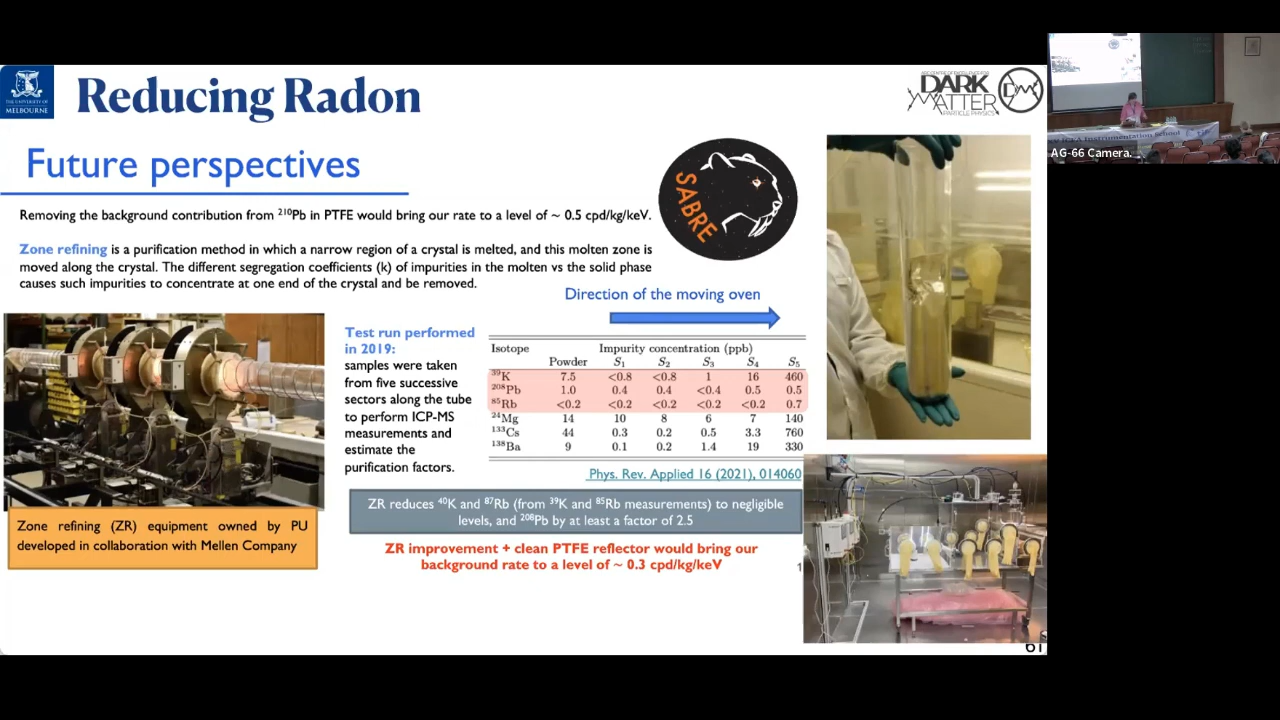 THE UNIVERSITY OF
MELBOURNE
Reducing Radon
DARK
MATTER
PARTICLE PHYSICS
Future perspectives
SABRE
AG-66 Camera.
Removing the background contribution from ²¹⁰Pb in PTFE would bring our rate to a level of ~ 0.5 cpd/kg/keV.
Zone refining is a purification method in which a narrow region of a crystal is melted, and this molten zone is
moved along the crystal. The different segregation coefficients (k) of impurities in the molten vs the solid phase
causes such impurities to concentrate at one end of the crystal and be removed.
Direction of the moving oven
Test run performed
in 2019:
samples were taken
from five successive
sectors along the tube
to perform ICP-MS
measurements and
estimate the
purification factors.
Isotope Impurity concentration (ppb)
Powder S₁ S₂ S₃ S₄ S₅
³⁹K 7.5 <0.8 <0.8 1 16 460
²⁰⁸Pb 1.0 0.4 0.4 <0.4 0.5 0.5
⁸⁵Rb <0.2 <0.2 <0.2 <0.2 <0.2 0.7
²⁴Mg 14 10 8 6 7 140
¹³³Cs 44 0.3 0.2 0.5 3.3 760
¹³⁸Ba 9 0.1 0.2 1.4 19 330
Phys. Rev. Applied 16 (2021), 014060
ZR reduces ⁴⁰K and ⁸⁷Rb (from ³⁹K and ⁸⁵Rb measurements) to negligible
levels, and ²⁰⁸Pb by at least a factor of 2.5
Zone refining (ZR) equipment owned by PU
developed in collaboration with Mellen Company
ZR improvement + clean PTFE reflector would bring our
background rate to a level of ~ 0.3 cpd/kg/keV
1
61